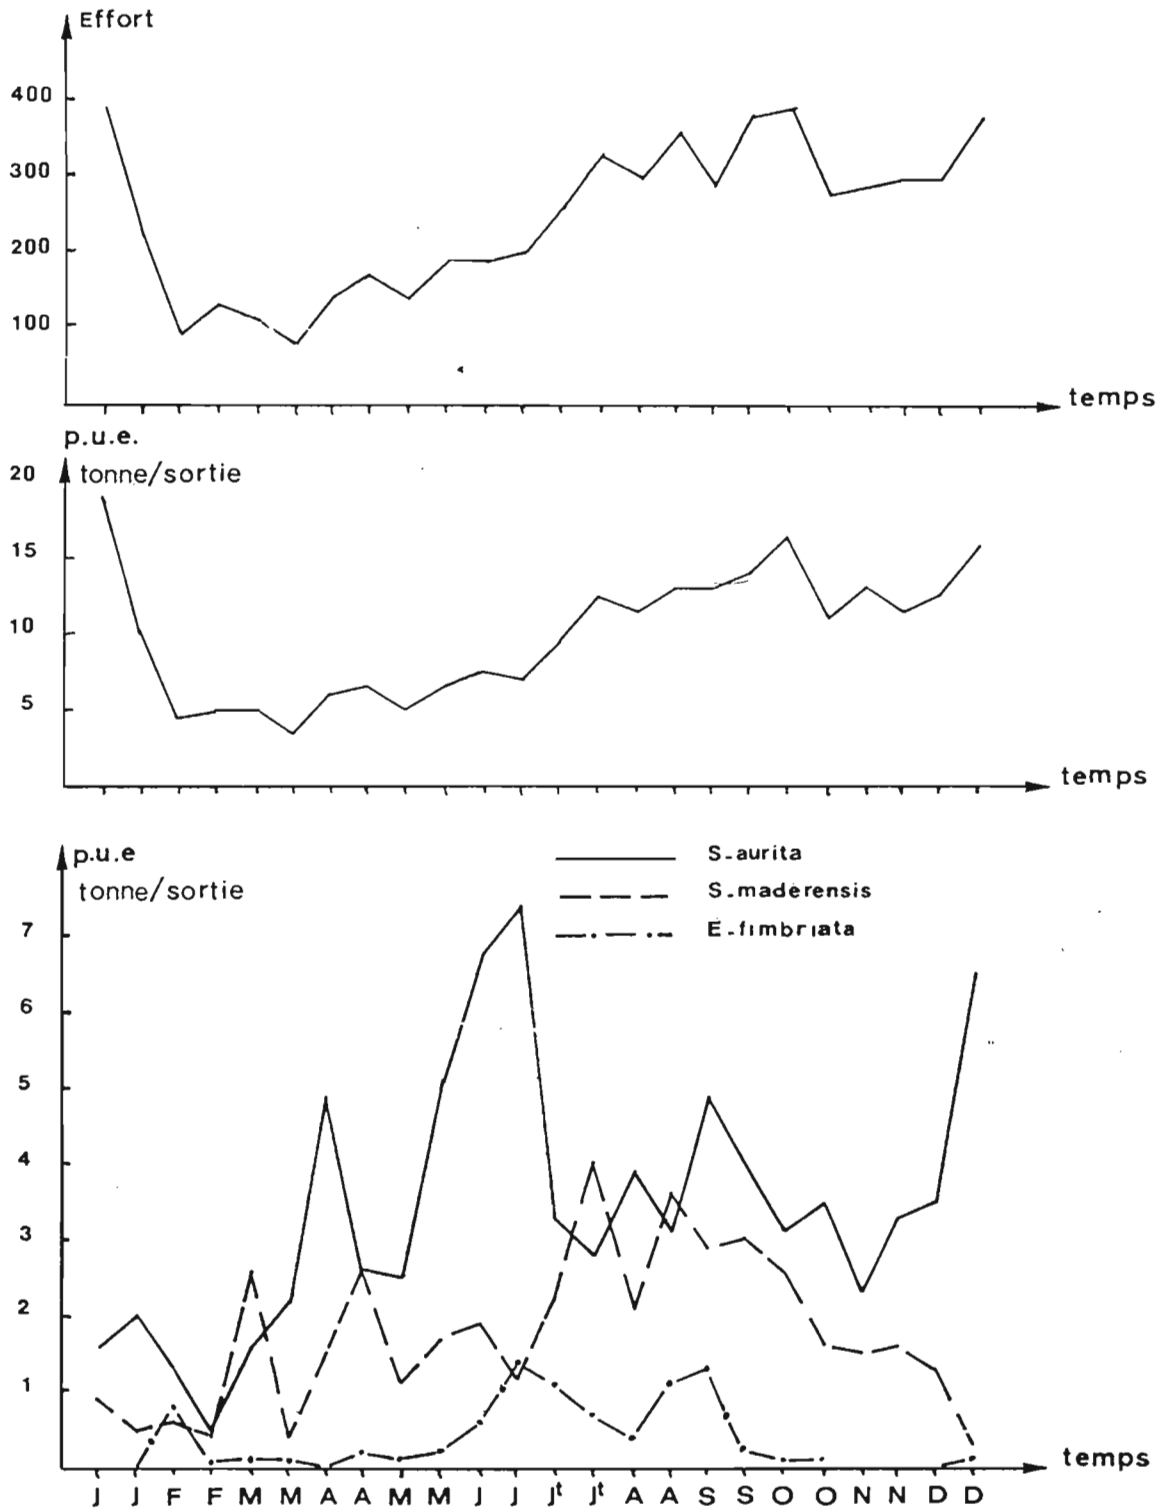 Effort
400
300
200
100
temps
p.u.e.
20 tonne/sortie
15
10
5
temps
p.u.e
tonne/sortie
S-aurita
S-maderensis
E-fimbriata
7
6
5
4
3
2
1
temps
J J F F M M A A M M J J Jt Jt A A S S O O N N D D